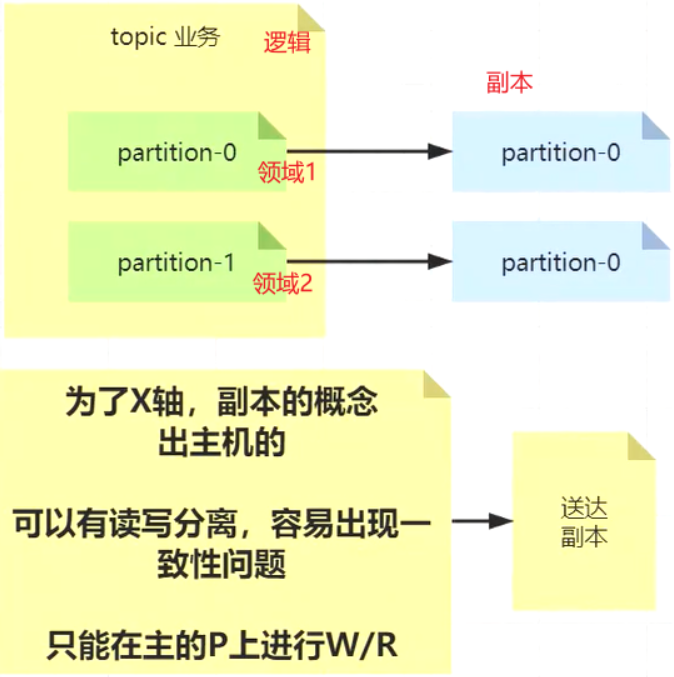 topic 业务
逻辑
副本
partition-0
partition-0
领域1
partition-1
partition-0
领域2
为了X轴，副本的概念
出主机的
可以有读写分离，容易出现一
致性问题
只能在主的P上进行W/R
送达
副本